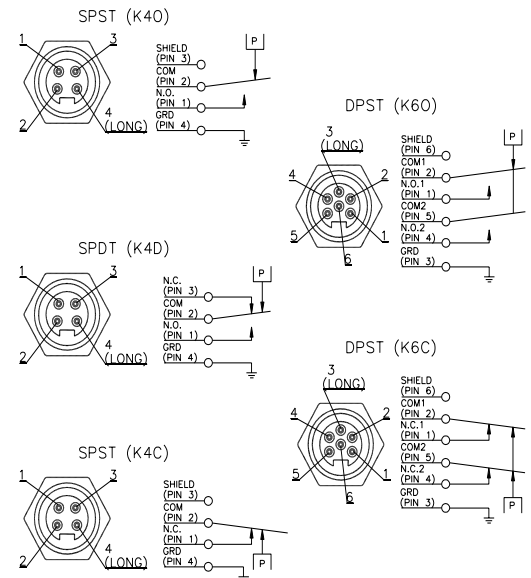 SPST (K4O)
1
3
2
4
(LONG)
SHIELD
(PIN 3)
COM
(PIN 2)
N.O.
(PIN 1)
GRD
(PIN 4)
P
SPDT (K4D)
1
3
2
4
(LONG)
N.C.
(PIN 3)
COM
(PIN 2)
N.O.
(PIN 1)
GRD
(PIN 4)
P
SPST (K4C)
1
3
2
4
(LONG)
SHIELD
(PIN 3)
COM
(PIN 2)
N.C.
(PIN 1)
GRD
(PIN 4)
P
DPST (K6O)
3
(LONG)
4
2
5
1
6
SHIELD
(PIN 6)
COM1
(PIN 2)
N.O.1
(PIN 1)
COM2
(PIN 5)
N.O.2
(PIN 4)
GRD
(PIN 3)
P
DPST (K6C)
3
(LONG)
4
2
5
1
6
SHIELD
(PIN 6)
COM1
(PIN 2)
N.C.1
(PIN 1)
COM2
(PIN 5)
N.C.2
(PIN 4)
GRD
(PIN 3)
P